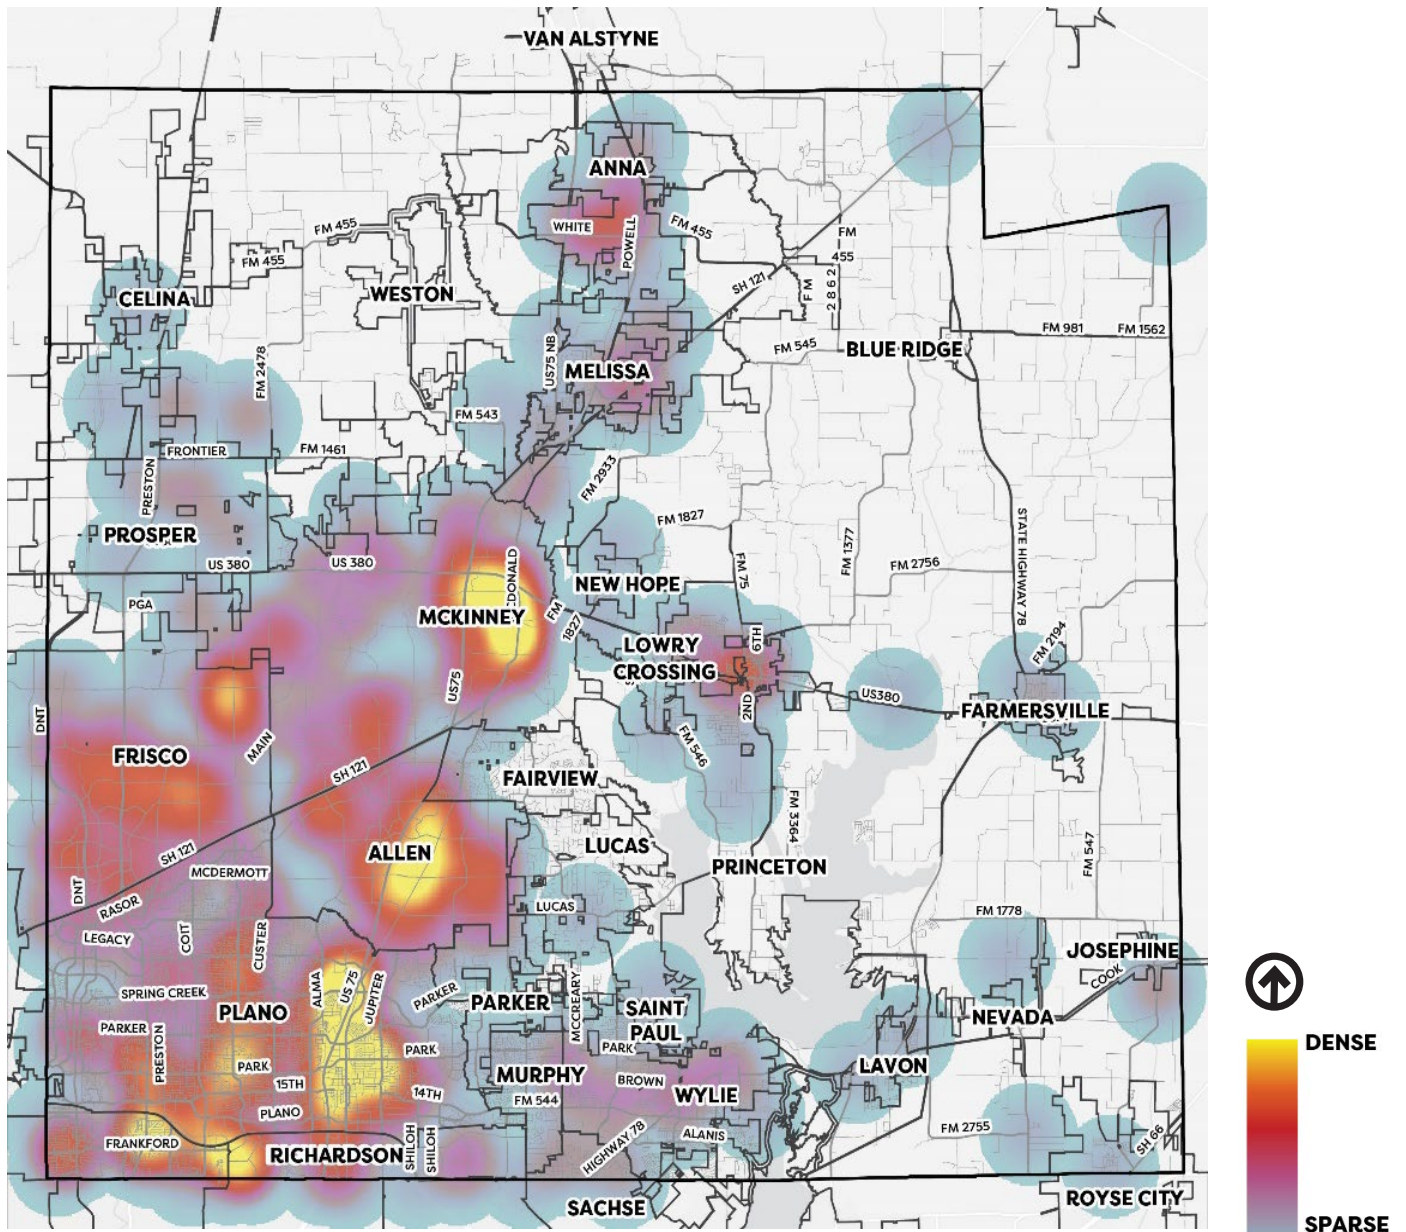 VAN ALSTYNE
ANNA
WHITE
POWELL
FM 455
FM 455
FM 455
FM
455
FM
2862
SH 121
CELINA
WESTON
FM 2478
US75 NB
MELISSA
FM 545
BLUE RIDGE
FM 981
FM 1562
FM 543
FRONTIER
FM 1461
PRESTON
FM 2933
FM 1827
STATE HIGHWAY 78
PROSPER
US 380
US 380
FM 75
FM 1377
FM 2756
NEW HOPE
PGA
MCKINNEY
FM
1827
LOWRY
CROSSING
6TH
FM 2194
US75
US380
2ND
FARMERSVILLE
DNT
MAIN
FRISCO
SH 121
FM 546
FAIRVIEW
FM 3364
FM 547
SH 121
ALLEN
LUCAS
PRINCETON
MCDERMOTT
DNT
RASOR
LUCAS
FM 1778
LEGACY
COIT
CUSTER
JOSEPHINE
COOK
SPRING CREEK
ALMA
US 75
JUPITER
PARKER
PARKER
MCCREARY
PLANO
SAINT
PAUL
NEVADA
PARKER
PRESTON
PARK
PARK
PARK
LAVON
15TH
MURPHY
BROWN
WYLIE
14TH
FM 544
PLANO
FRANKFORD
RICHARDSON
SHILOH
SHILOH
HIGHWAY 78
ALANIS
FM 2755
SH 66
SACHSE
ROYSE CITY
DENSE
SPARSE